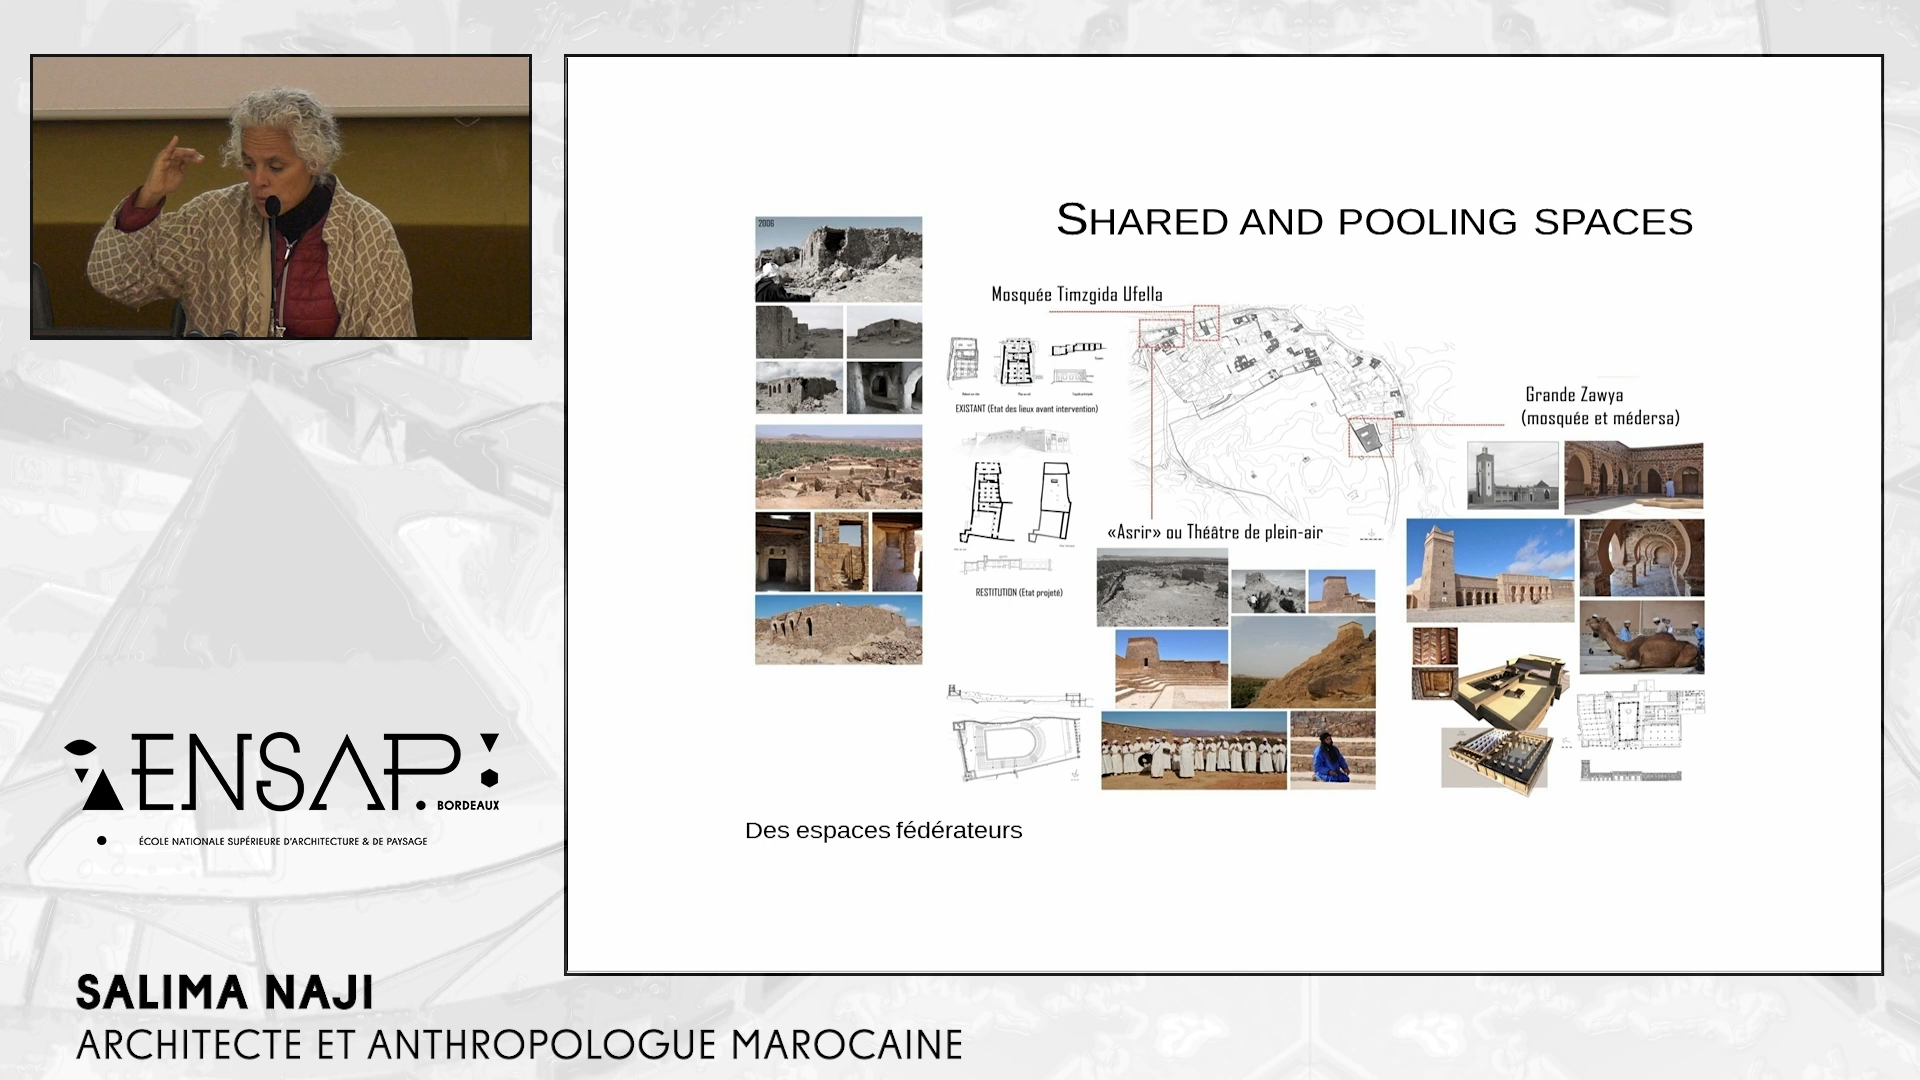 SHARED AND POOLING SPACES
2006
Mosquée Timzgida Ufella
EXISTANT (Etat des lieux avant intervention)
Grande Zawya
(mosquée et médersa)
«Asrir» ou Théâtre de plein-air
RESTITUTION (Etat projeté)
Des espaces fédérateurs
ENSAP
BORDEAUX
ÉCOLE NATIONALE SUPÉRIEURE D'ARCHITECTURE & DE PAYSAGE
SALIMA NAJI
ARCHITECTE ET ANTHROPOLOGUE MAROCAINE